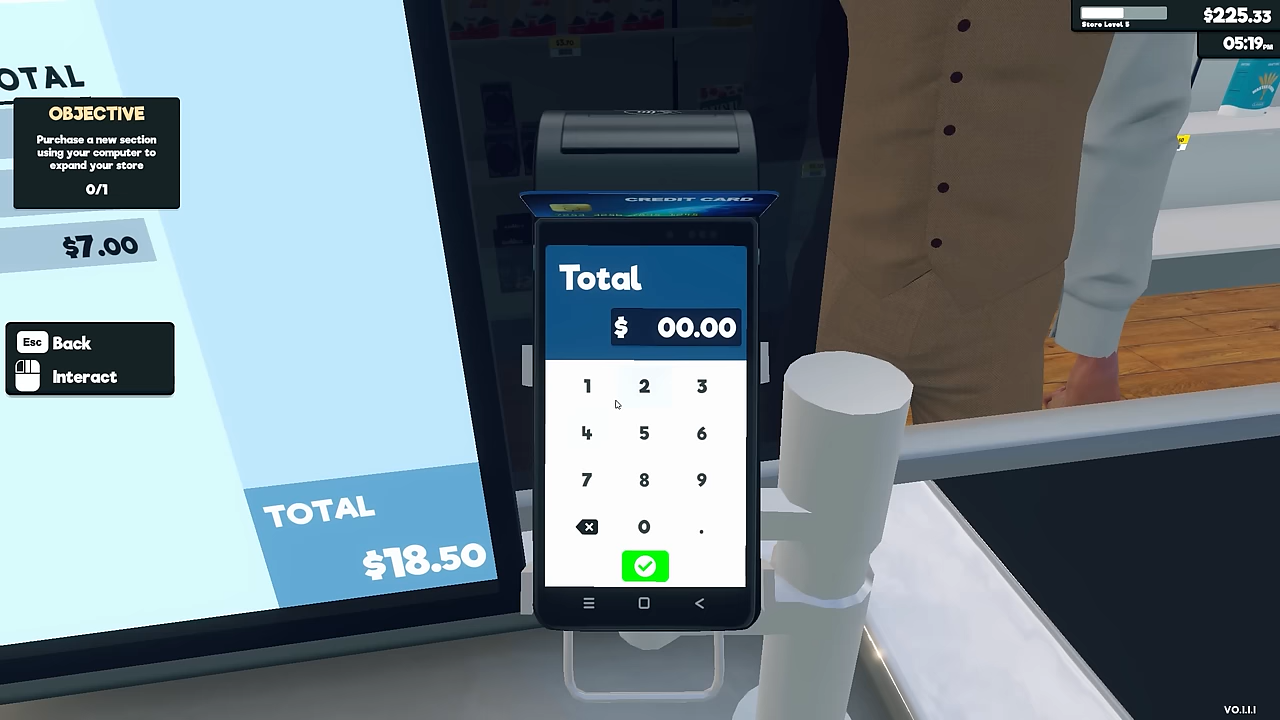 $225.33
Store Level 5
05:19PM
OTAL
OBJECTIVE
Purchase a new section
using your computer to
expand your store
0/1
$7.00
Esc Back
Interact
CREDIT CARD
Total
$ 00.00
1 2 3
4 5 6
7 8 9
0 .
TOTAL
$18.50
V0.1.1.1